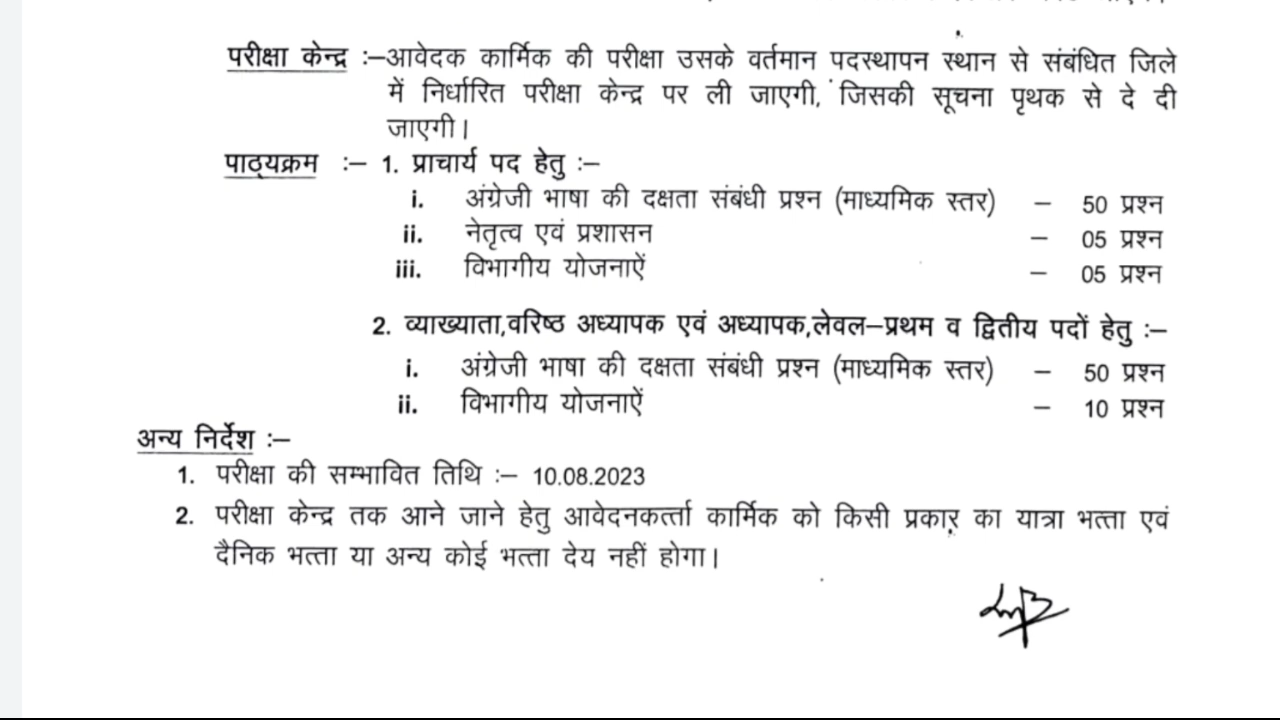 परीक्षा केन्द्र :–आवेदक कार्मिक की परीक्षा उसके वर्तमान पदस्थापन स्थान से संबंधित जिले
में निर्धारित परीक्षा केन्द्र पर ली जाएगी, जिसकी सूचना पृथक से दे दी
जाएगी।
पाठ्यक्रम :– 1. प्राचार्य पद हेतु :–
i. अंग्रेजी भाषा की दक्षता संबंधी प्रश्न (माध्यमिक स्तर) – 50 प्रश्न
ii. नेतृत्व एवं प्रशासन – 05 प्रश्न
iii. विभागीय योजनाऐं – 05 प्रश्न
2. व्याख्याता,वरिष्ठ अध्यापक एवं अध्यापक,लेवल–प्रथम व द्वितीय पदों हेतु :–
i. अंग्रेजी भाषा की दक्षता संबंधी प्रश्न (माध्यमिक स्तर) – 50 प्रश्न
ii. विभागीय योजनाऐं – 10 प्रश्न
अन्य निर्देश :–
1. परीक्षा की सम्भावित तिथि :– 10.08.2023
2. परीक्षा केन्द्र तक आने जाने हेतु आवेदनकर्त्ता कार्मिक को किसी प्रकार का यात्रा भत्ता एवं
दैनिक भत्ता या अन्य कोई भत्ता देय नहीं होगा।